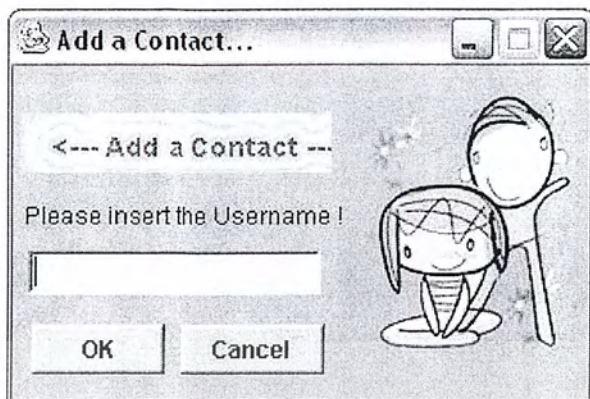 Add a Contact...
<--- Add a Contact ---
Please insert the Username !
OK Cancel